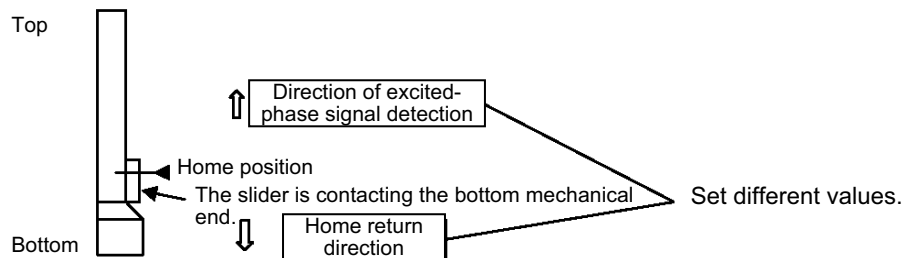 Top
Direction of excited-
phase signal detection
Home position
The slider is contacting the bottom mechanical
end.
Set different values.
Home return
direction
Bottom